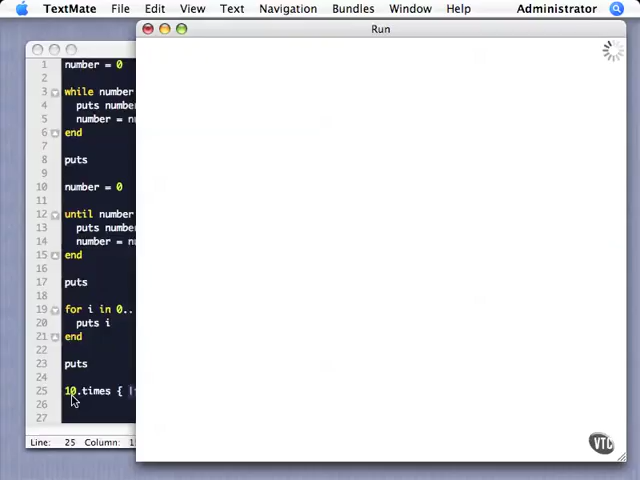 TextMate File Edit View Text Navigation Bundles Window Help Administrator
Run
1 number = 0
2
3 while number
4 puts number
5 number =
6 end
7
8 puts
9
10 number = 0
11
12 until number
13 puts
14 number =
15 end
16
17 puts
18
19 for i in 0..
20 puts i
21 end
22
23 puts
24
25 10.times {
26
27
Line: 25 Column:
VTC